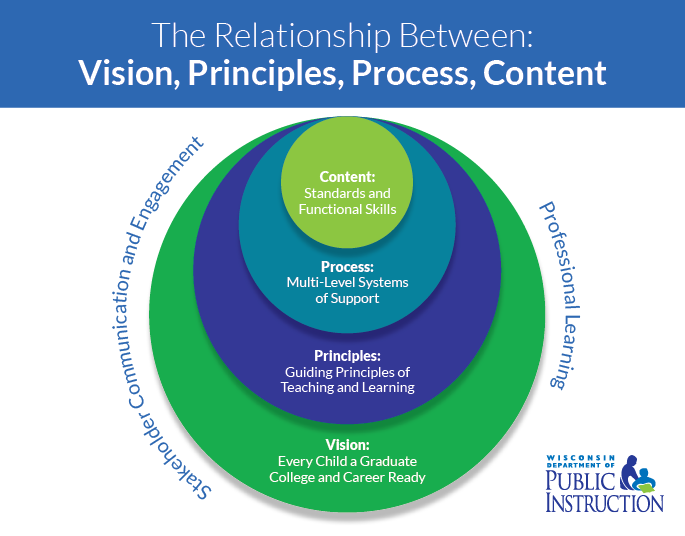 The Relationship Between:
Vision, Principles, Process, Content
Stakeholder Communication and Engagement
Content:
Standards and
Functional Skills
Process:
Multi-Level Systems
of Support
Principles:
Guiding Principles of
Teaching and Learning
Vision:
Every Child a Graduate
College and Career Ready
Professional Learning
WISCONSIN
DEPARTMENT OF
PUBLIC
INSTRUCTION